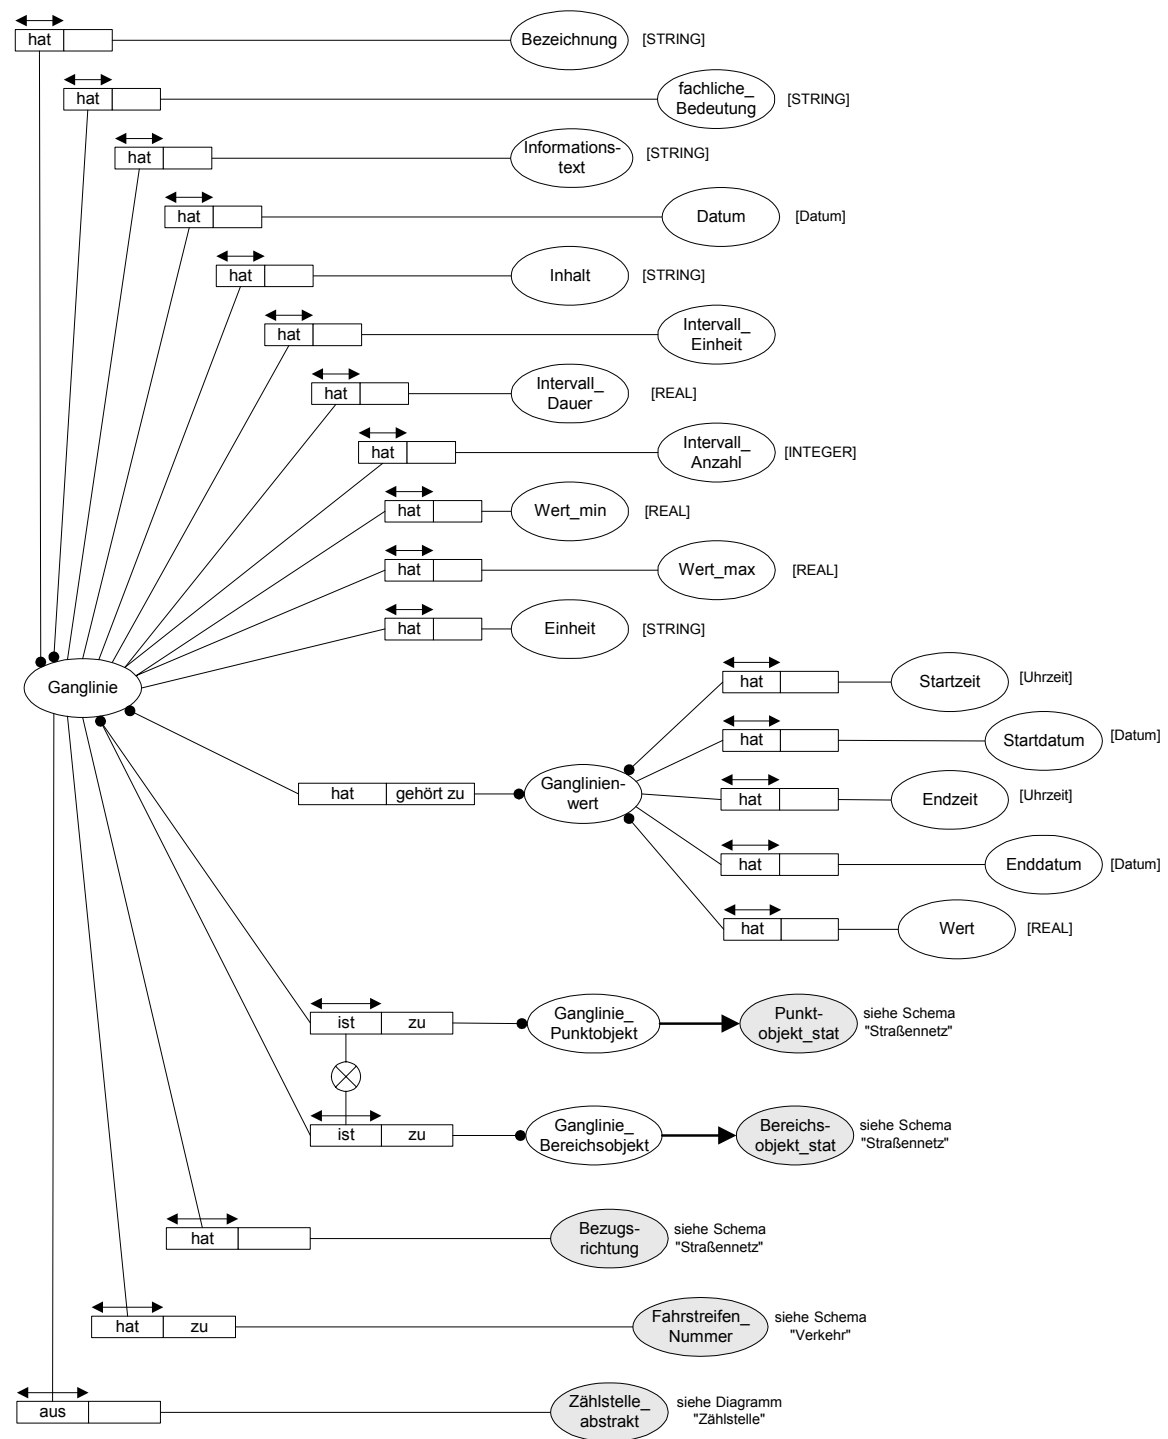 hat
Bezeichnung
[STRING]
hat
fachliche_
Bedeutung
[STRING]
hat
Informations-
text
[STRING]
hat
Datum
[Datum]
hat
Inhalt
[STRING]
hat
Intervall_
Einheit
hat
Intervall_
Dauer
[REAL]
hat
Intervall_
Anzahl
[INTEGER]
hat
Wert_min
[REAL]
hat
Wert_max
[REAL]
hat
Einheit
[STRING]
Ganglinie
hat
Startzeit
[Uhrzeit]
hat
Startdatum
[Datum]
hat
gehört zu
Ganglinien-
wert
hat
Endzeit
[Uhrzeit]
hat
Enddatum
[Datum]
hat
Wert
[REAL]
ist
zu
Ganglinie_
Punktobjekt
Punkt-
objekt_stat
siehe Schema
"Straßennetz"
ist
zu
Ganglinie_
Bereichsobjekt
Bereichs-
objekt_stat
siehe Schema
"Straßennetz"
hat
Bezugs-
richtung
siehe Schema
"Straßennetz"
hat
zu
Fahrstreifen_
Nummer
siehe Schema
"Verkehr"
aus
Zählstelle_
abstrakt
siehe Diagramm
"Zählstelle"